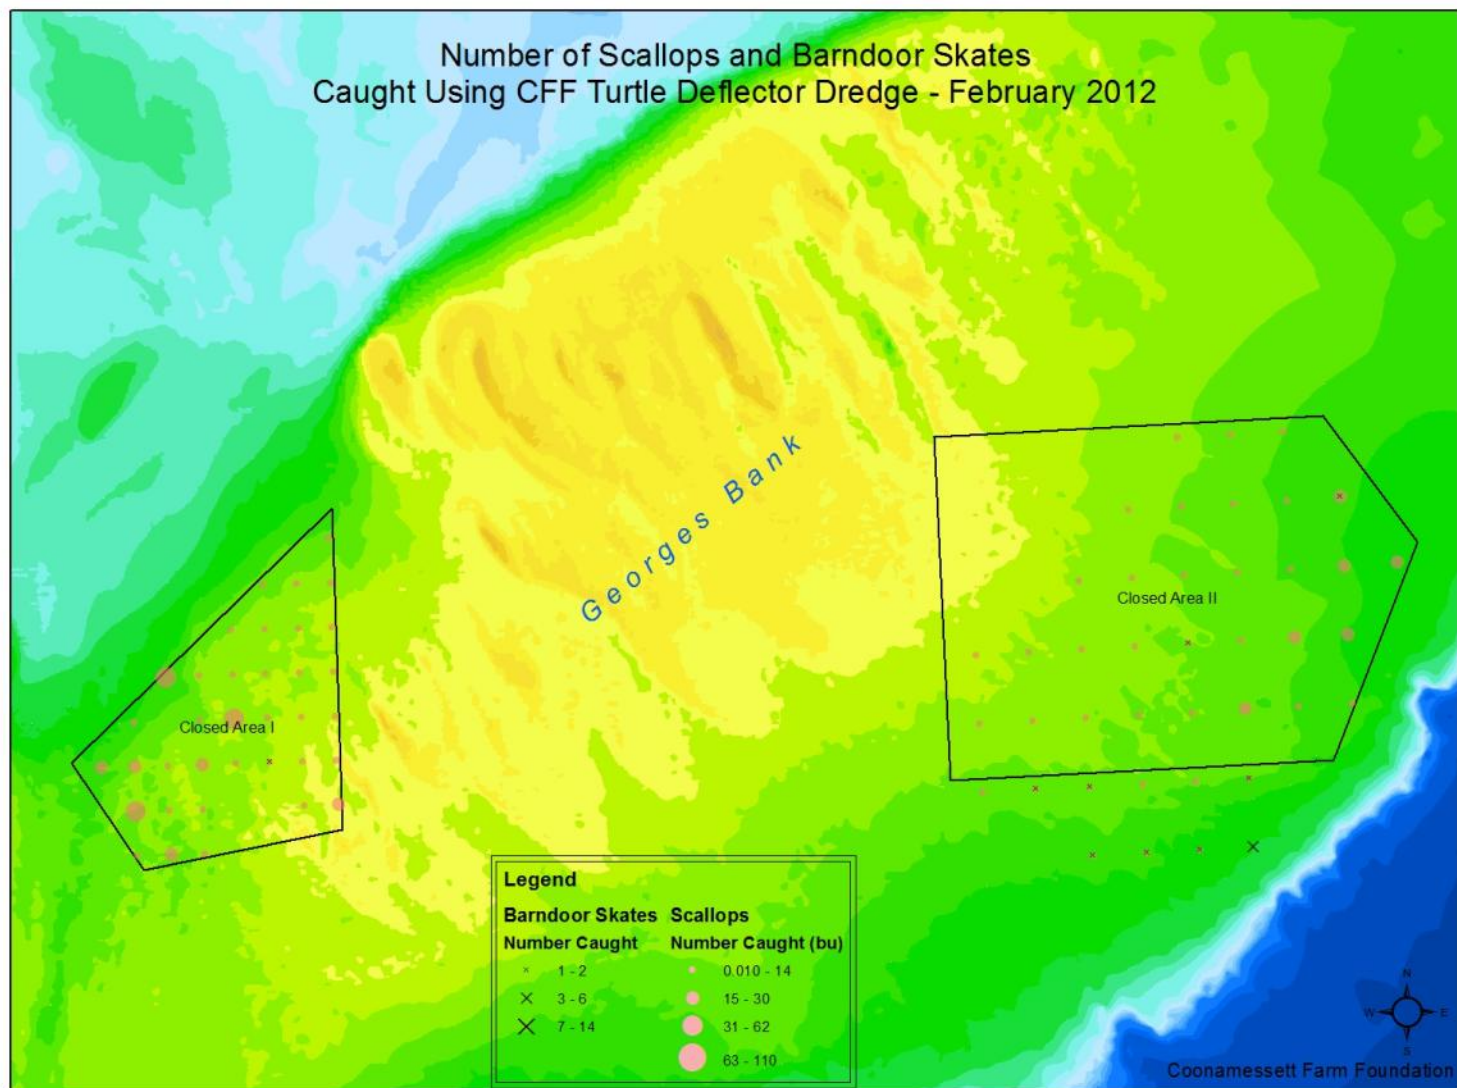 Number of Scallops and Barndoor Skates
Caught Using CFF Turtle Deflector Dredge - February 2012
Georges Bank
Closed Area II
Closed Area I
Legend
Barndoor Skates Scallops
Number Caught Number Caught (bu)
1 - 2 0.010 - 14
3 - 6 15 - 30
7 - 14 31 - 62
63 - 110
N
W E
S
Coonamessett Farm Foundation